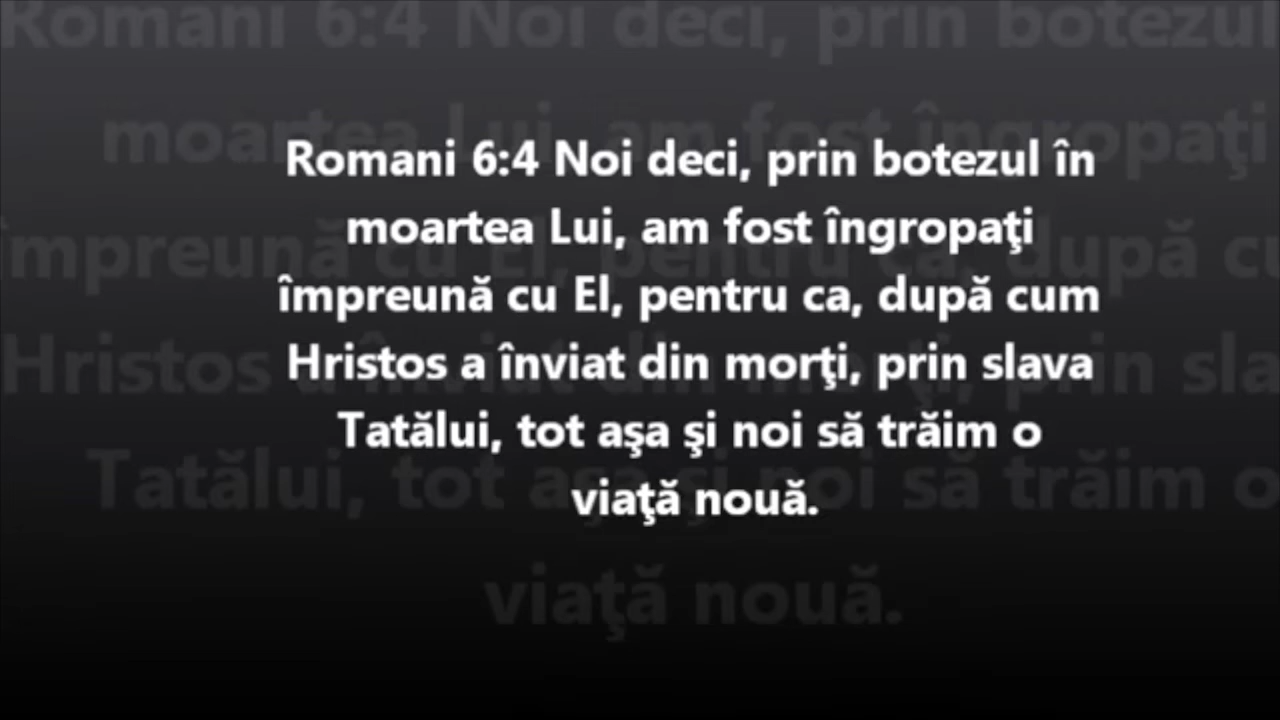 Romani 6:4 Noi deci, prin botezul în
moartea Lui, am fost îngropaţi
împreună cu El, pentru ca, după cum
Hristos a înviat din morţi, prin slava
Tatălui, tot aşa şi noi să trăim o
viaţă nouă.